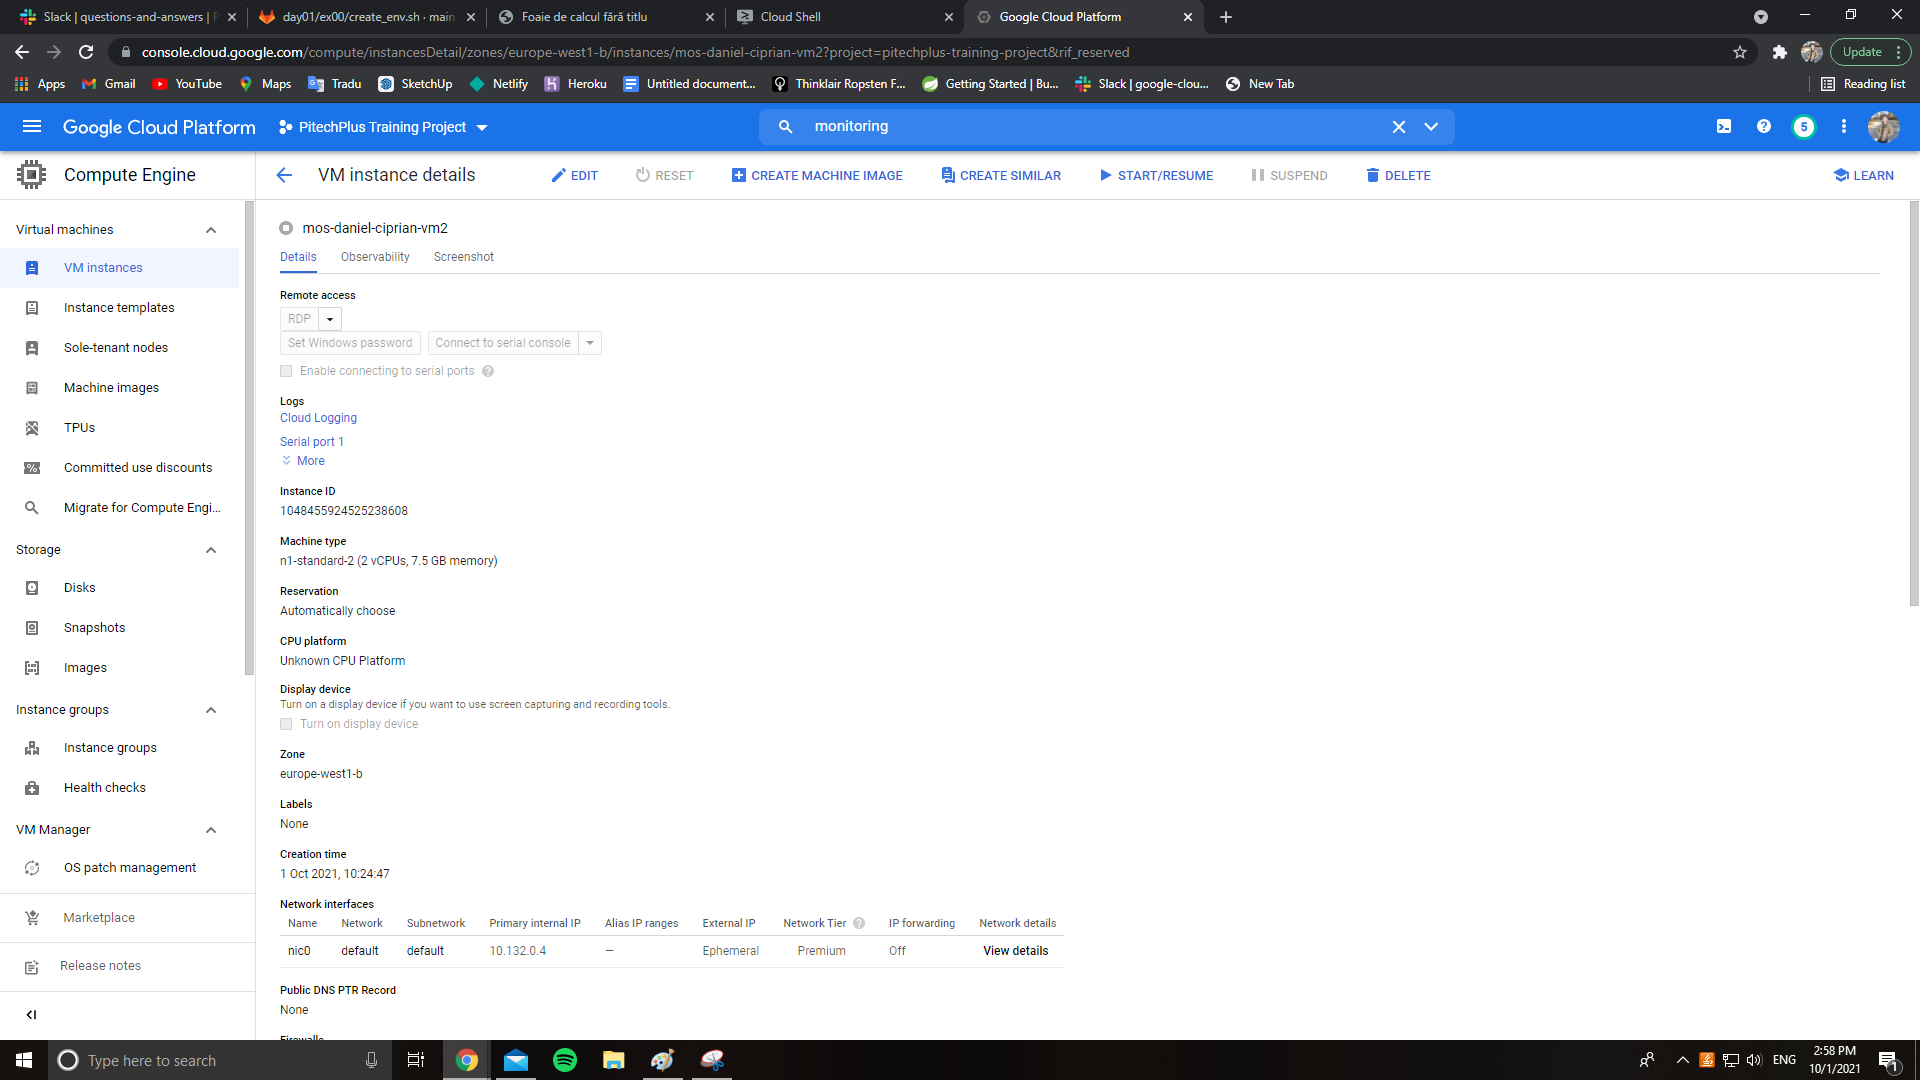 Slack | questions-and-answers | P
day01/ex00/create_env.sh · main
Foaie de calcul fără titlu
Cloud Shell
Google Cloud Platform
console.cloud.google.com/compute/instancesDetail/zones/europe-west1-b/instances/mos-daniel-ciprian-vm2?project=pitechplus-training-project&rif_reserved
Update
Apps
Gmail
YouTube
Maps
Tradu
SketchUp
Netlify
Heroku
Untitled document...
Thinklair Ropsten F...
Getting Started | Bu...
Slack | google-clou...
New Tab
Reading list
Google Cloud Platform
PitechPlus Training Project
monitoring
5
Compute Engine
VM instance details
EDIT
RESET
CREATE MACHINE IMAGE
CREATE SIMILAR
START/RESUME
SUSPEND
DELETE
LEARN
Virtual machines
VM instances
Instance templates
Sole-tenant nodes
Machine images
TPUs
Committed use discounts
Migrate for Compute Engi...
Storage
Disks
Snapshots
Images
Instance groups
Instance groups
Health checks
VM Manager
OS patch management
Marketplace
Release notes
mos-daniel-ciprian-vm2
Details Observability Screenshot
Remote access
RDP
Set Windows password Connect to serial console
Enable connecting to serial ports
Logs
Cloud Logging
Serial port 1
More
Instance ID
1048455924525238608
Machine type
n1-standard-2 (2 vCPUs, 7.5 GB memory)
Reservation
Automatically choose
CPU platform
Unknown CPU Platform
Display device
Turn on a display device if you want to use screen capturing and recording tools.
Turn on display device
Zone
europe-west1-b
Labels
None
Creation time
1 Oct 2021, 10:24:47
Network interfaces
Name Network Subnetwork Primary internal IP Alias IP ranges External IP Network Tier IP forwarding Network details
nic0 default default 10.132.0.4 — Ephemeral Premium Off View details
Public DNS PTR Record
None
Firewalls
Type here to search
ENG
2:58 PM
10/1/2021
1